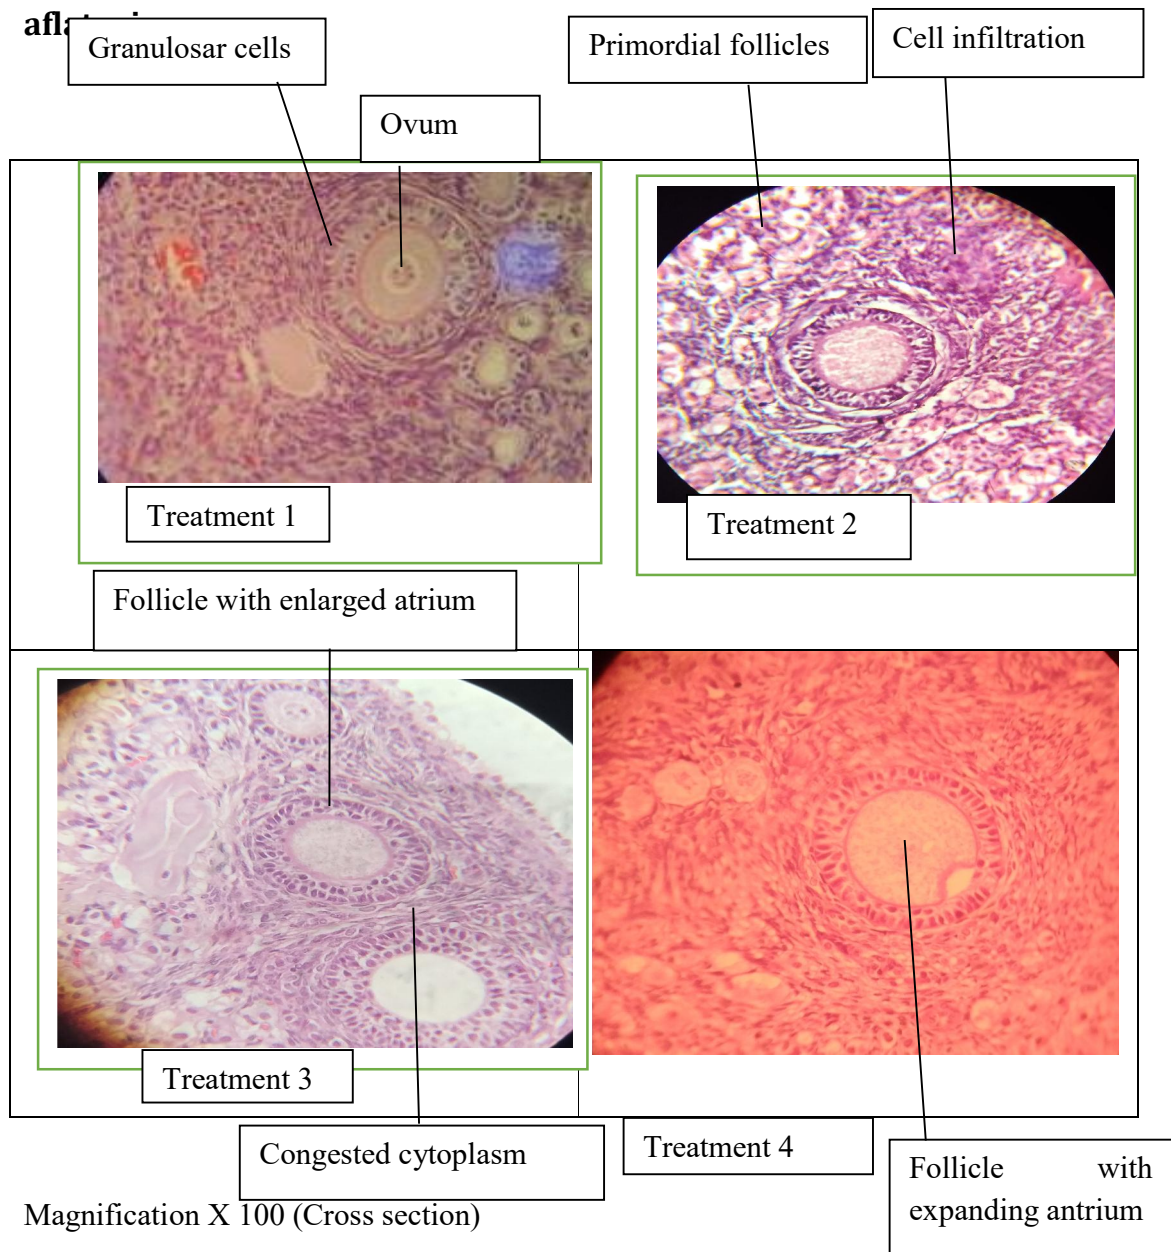 Granulosar cells
Primordial follicles
Cell infiltration
Ovum
Treatment 1
Treatment 2
Follicle with enlarged atrium
Treatment 3
Congested cytoplasm
Treatment 4
Follicle with
expanding antrium
Magnification X 100 (Cross section)